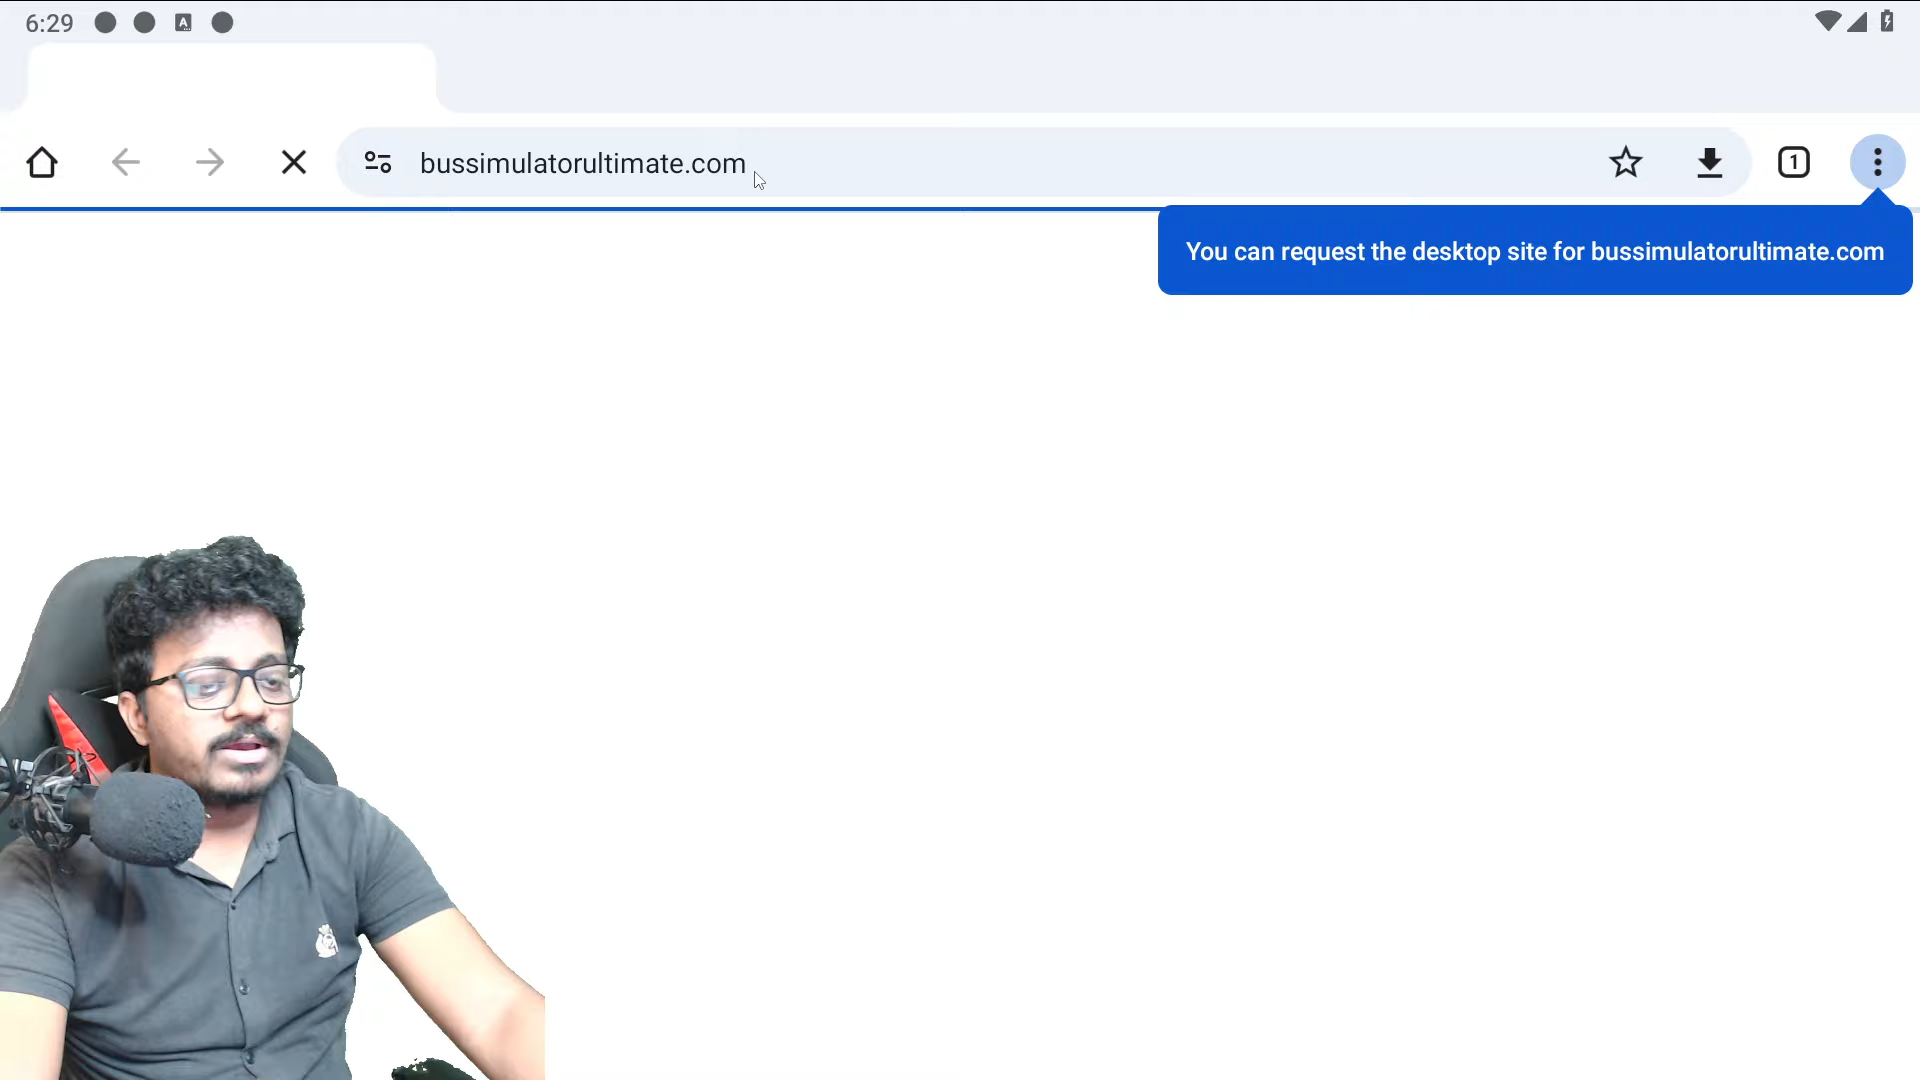 6:29
A
bussimulatorultimate.com
1
You can request the desktop site for bussimulatorultimate.com